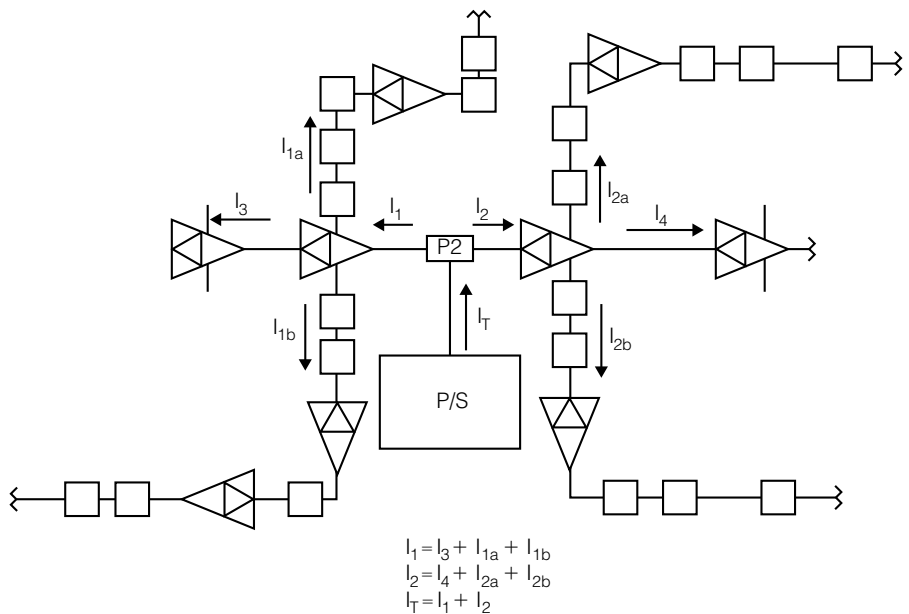 I1a
I2a
I3
I1
I2
I4
P2
I1b
IT
I2b
P/S
I1 = I3 + I1a + I1b
I2 = I4 + I2a + I2b
IT = I1 + I2